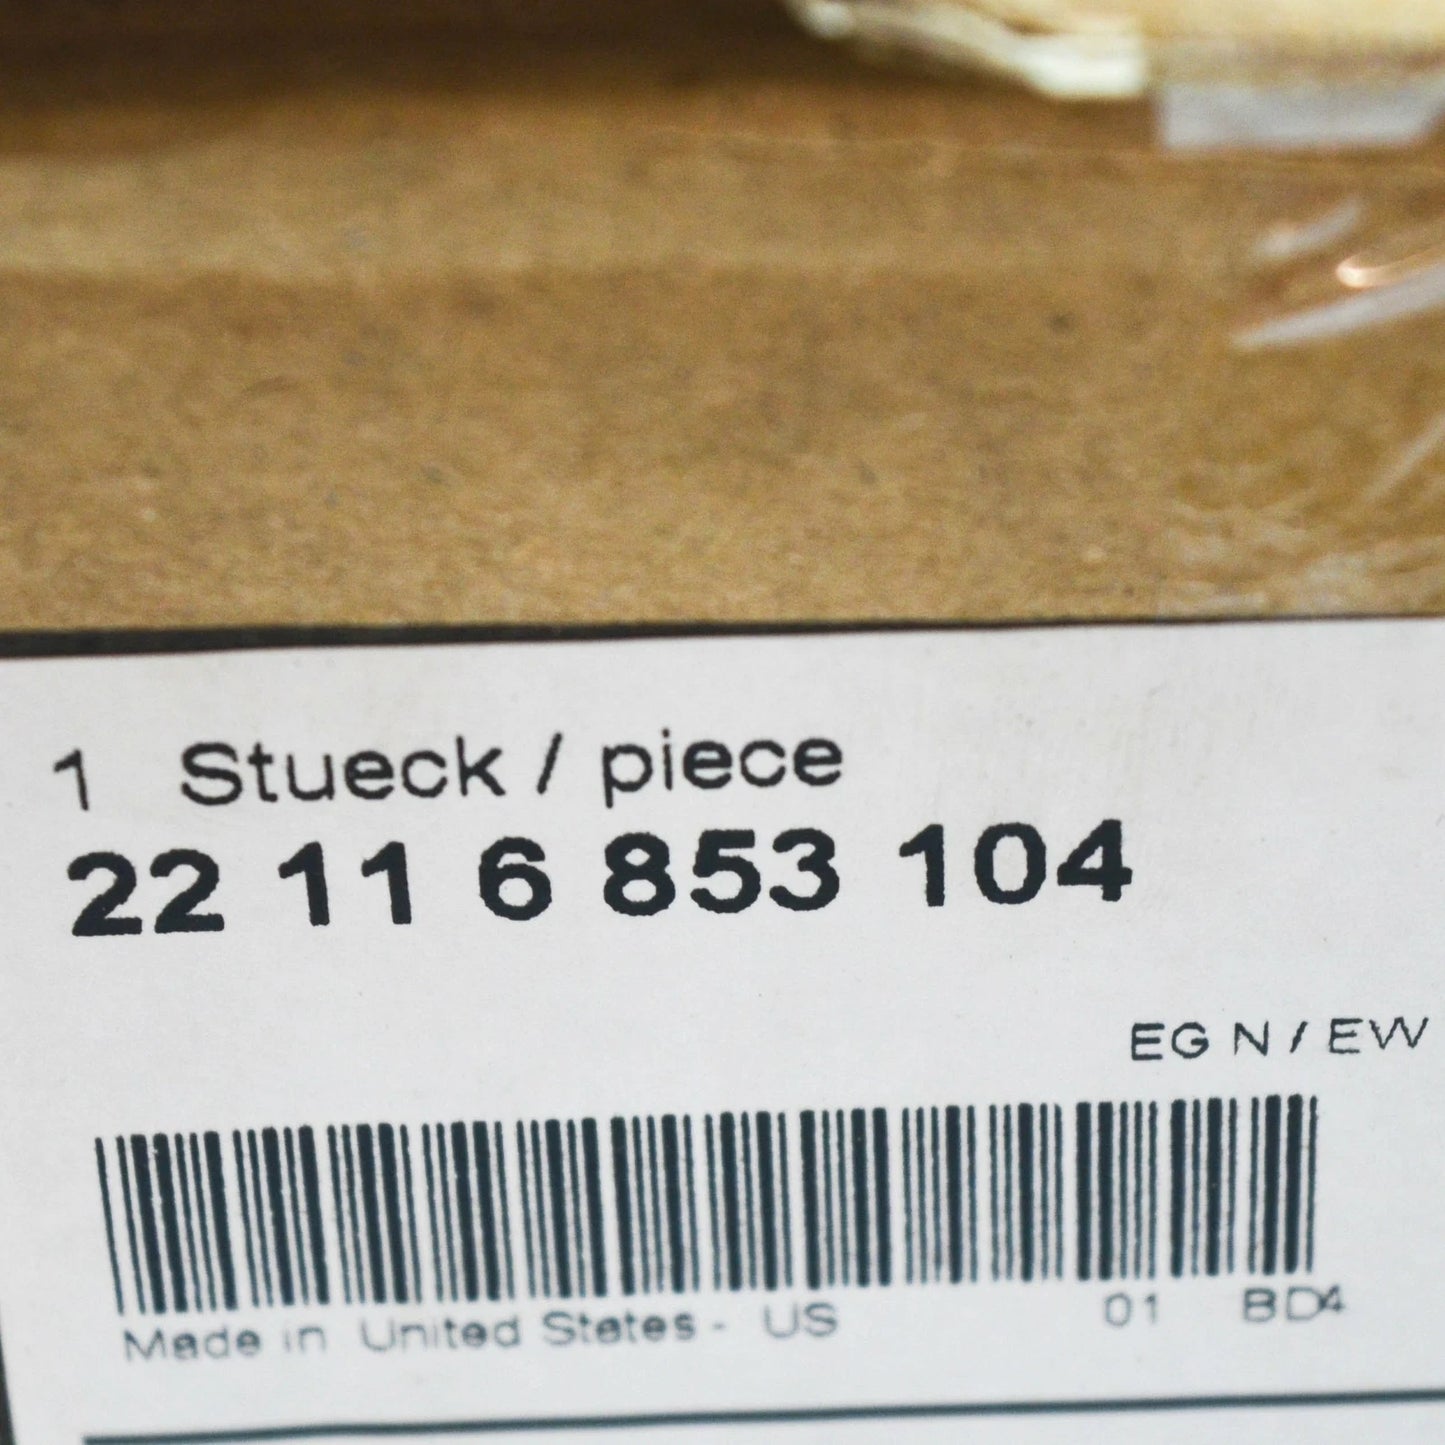 1 Stueck / piece
22 11 6 853 104
EG N / EW
Made in United States - US 01 BD4